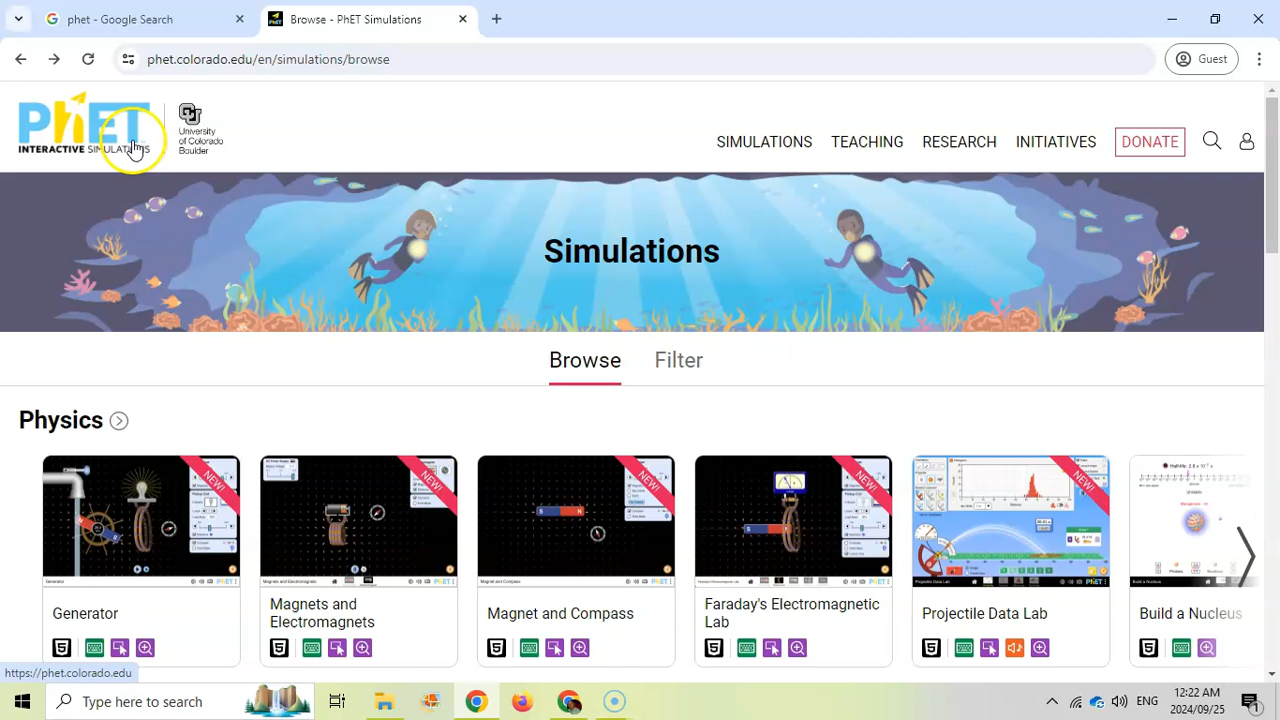 phet - Google Search
Browse - PhET Simulations
phet.colorado.edu/en/simulations/browse
Guest
PhET
INTERACTIVE SIMULATIONS
University
of Colorado
Boulder
SIMULATIONS
TEACHING
RESEARCH
INITIATIVES
DONATE
Simulations
Browse
Filter
Physics
NEW!
NEW!
NEW!
NEW!
NEW!
Generator
Magnets and
Electromagnets
Magnet and Compass
Faraday's Electromagnetic
Lab
Projectile Data Lab
Build a Nucleus
https://phet.colorado.edu
Type here to search
ENG
12:22 AM
2024/09/25